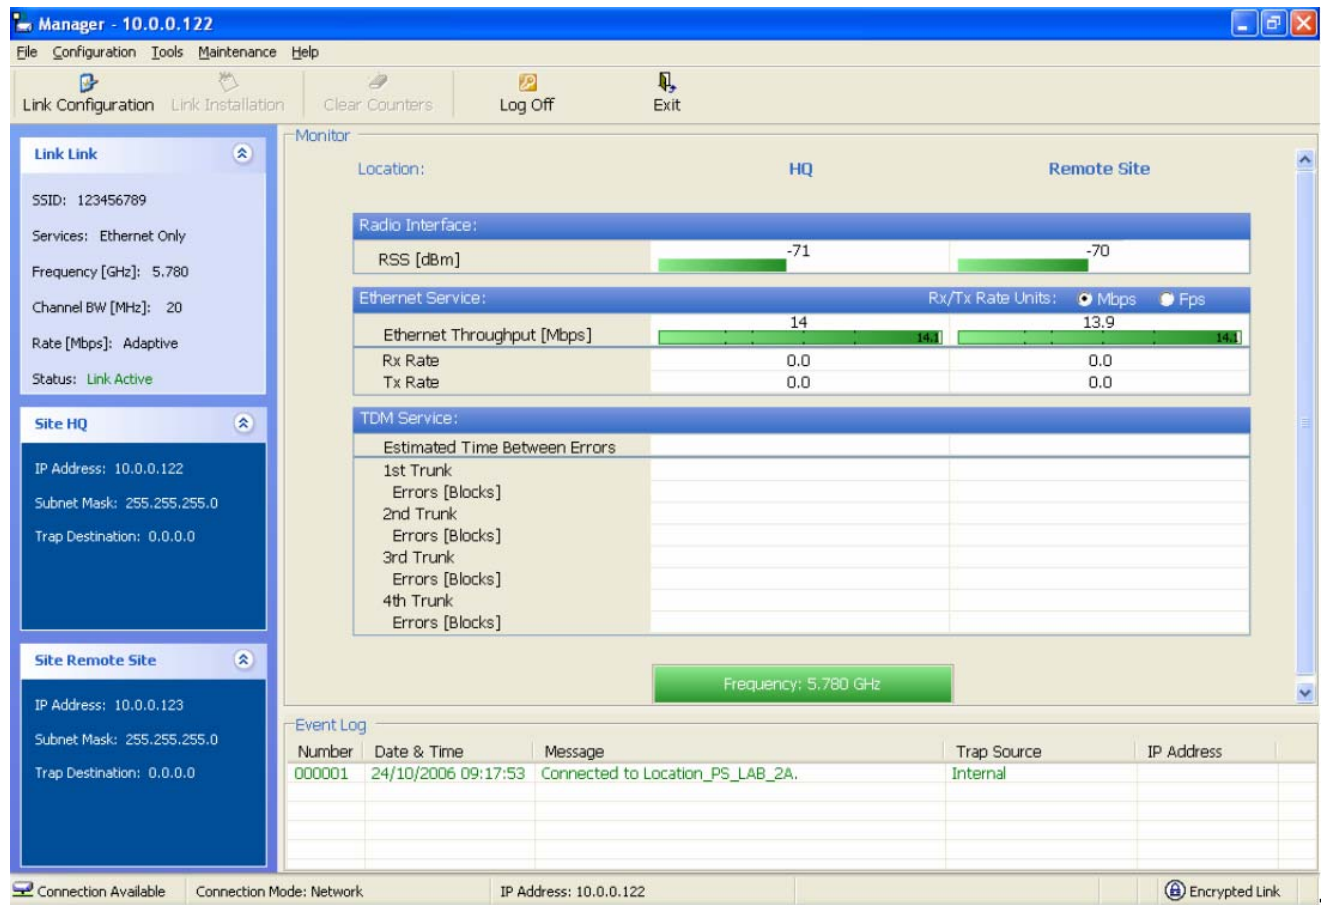 Manager - 10.0.0.122
File Configuration Tools Maintenance Help
Link Configuration Link Installation Clear Counters Log Off Exit
Link Link
SSID: 123456789
Services: Ethernet Only
Frequency [GHz]: 5.780
Channel BW [MHz]: 20
Rate [Mbps]: Adaptive
Status: Link Active
Site HQ
IP Address: 10.0.0.122
Subnet Mask: 255.255.255.0
Trap Destination: 0.0.0.0
Site Remote Site
IP Address: 10.0.0.123
Subnet Mask: 255.255.255.0
Trap Destination: 0.0.0.0
Monitor
Location: HQ Remote Site
Radio Interface:
RSS [dBm] -71 -70
Ethernet Service: Rx/Tx Rate Units: Mbps Fps
Ethernet Throughput [Mbps] 14 14.1 13.9 14.1
Rx Rate 0.0 0.0
Tx Rate 0.0 0.0
TDM Service:
Estimated Time Between Errors
1st Trunk
Errors [Blocks]
2nd Trunk
Errors [Blocks]
3rd Trunk
Errors [Blocks]
4th Trunk
Errors [Blocks]
Frequency: 5.780 GHz
Event Log
Number Date & Time Message Trap Source IP Address
000001 24/10/2006 09:17:53 Connected to Location_PS_LAB_2A. Internal
Connection Available Connection Mode: Network IP Address: 10.0.0.122 Encrypted Link